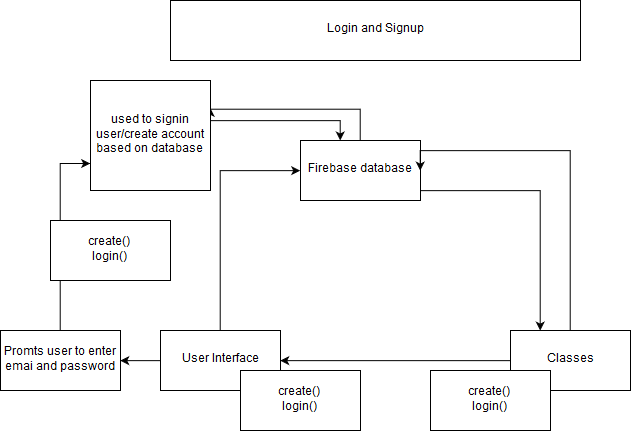 Login and Signup
used to signin
user/create account
based on database
Firebase database
create()
login()
Promts user to enter
emai and password
User Interface
Classes
create()
login()
create()
login()